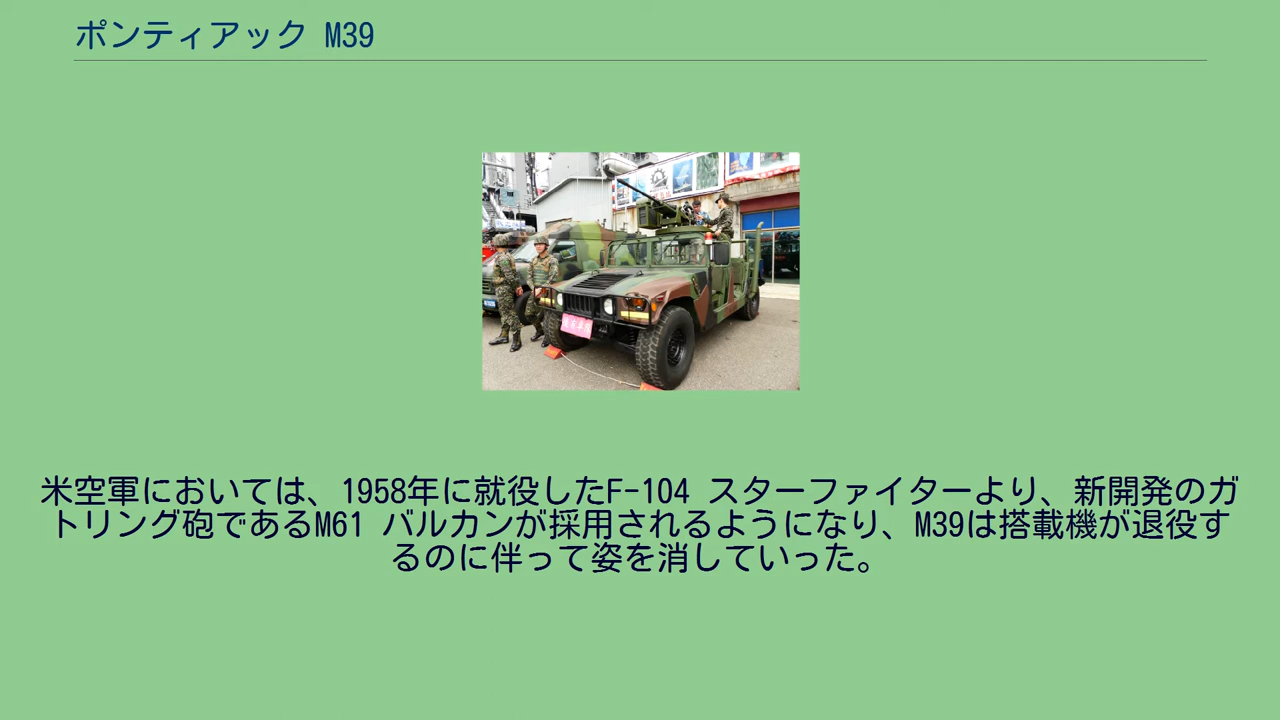 ポンティアック M39
米空軍においては、1958年に就役したF-104 スターファイターより、新開発のガ
トリング砲であるM61 バルカンが採用されるようになり、M39は搭載機が退役す
るのに伴って姿を消していった。